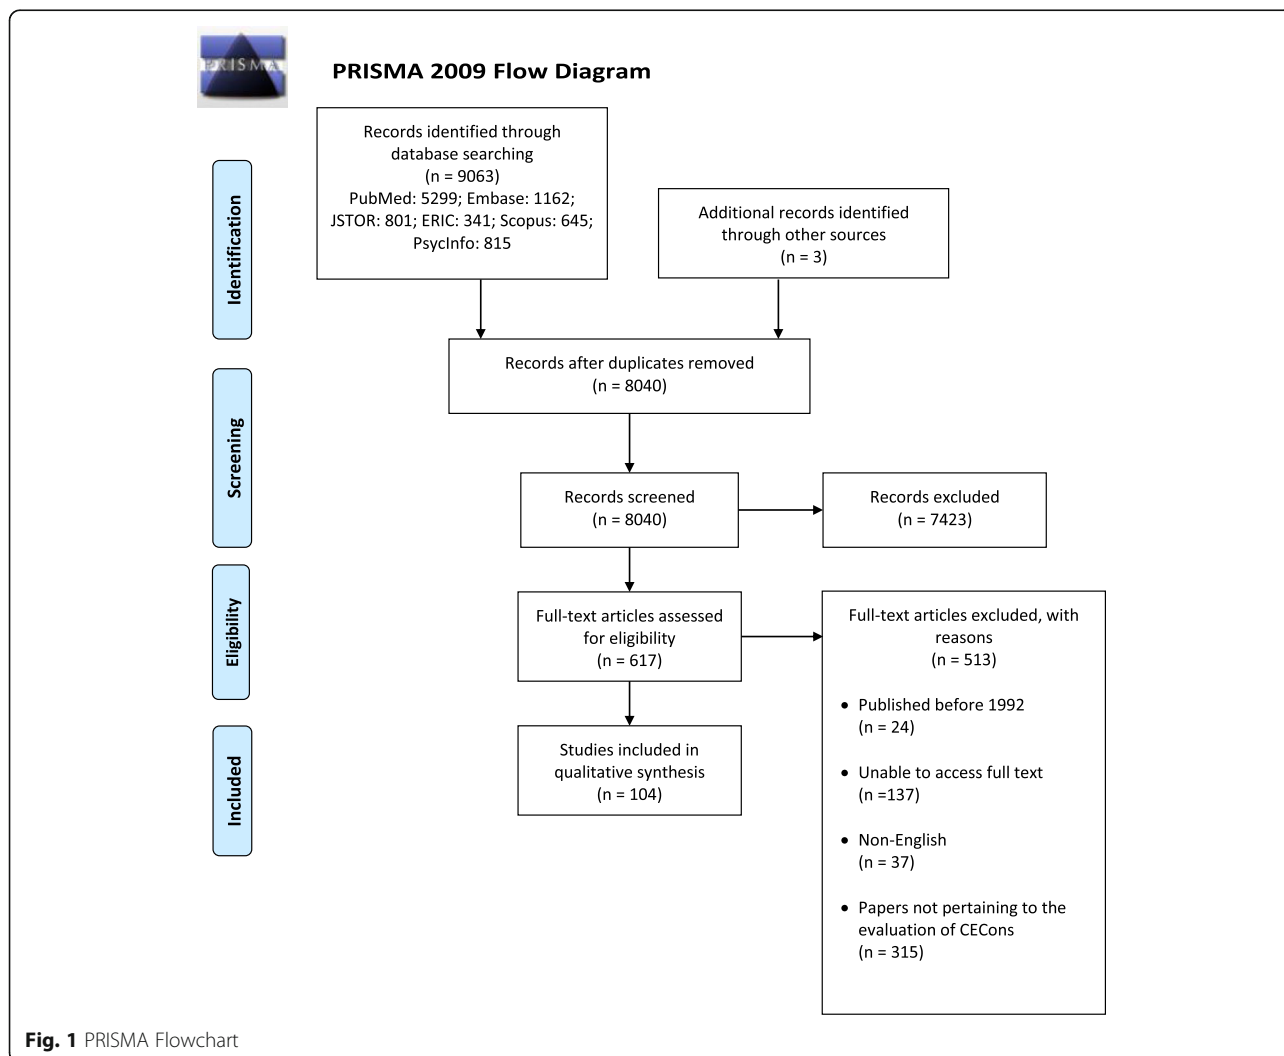 PRISMA
PRISMA 2009 Flow Diagram
Identification
Records identified through
database searching
(n = 9063)
PubMed: 5299; Embase: 1162;
JSTOR: 801; ERIC: 341; Scopus: 645;
PsycInfo: 815
Additional records identified
through other sources
(n = 3)
Records after duplicates removed
(n = 8040)
Screening
Records screened
(n = 8040)
Records excluded
(n = 7423)
Eligibility
Full-text articles assessed
for eligibility
(n = 617)
Full-text articles excluded, with
reasons
(n = 513)
• Published before 1992
(n = 24)
• Unable to access full text
(n =137)
• Non-English
(n = 37)
• Papers not pertaining to the
evaluation of CECons
(n = 315)
Included
Studies included in
qualitative synthesis
(n = 104)
Fig. 1 PRISMA Flowchart